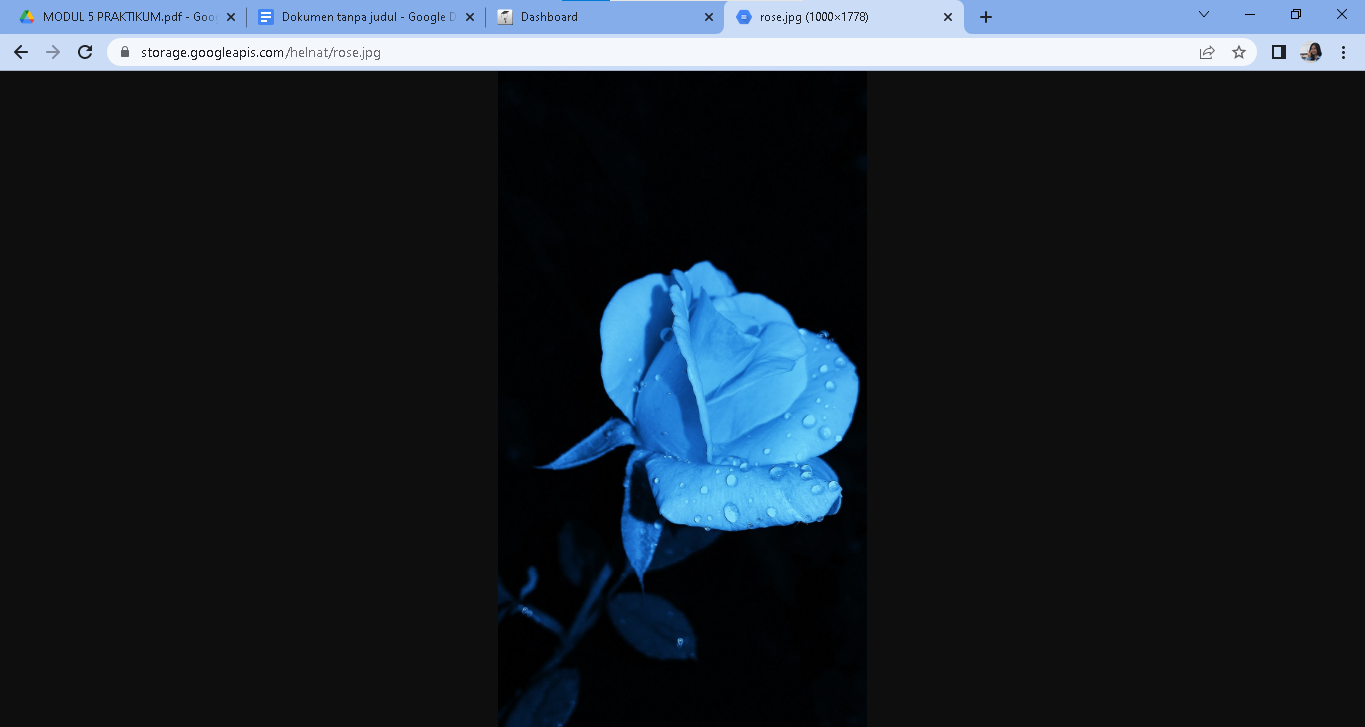 MODUL 5 PRAKTIKUM.pdf - Goo
Dokumen tanpa judul - Google D
Dashboard
rose.jpg (1000×1778)
storage.googleapis.com/helnat/rose.jpg